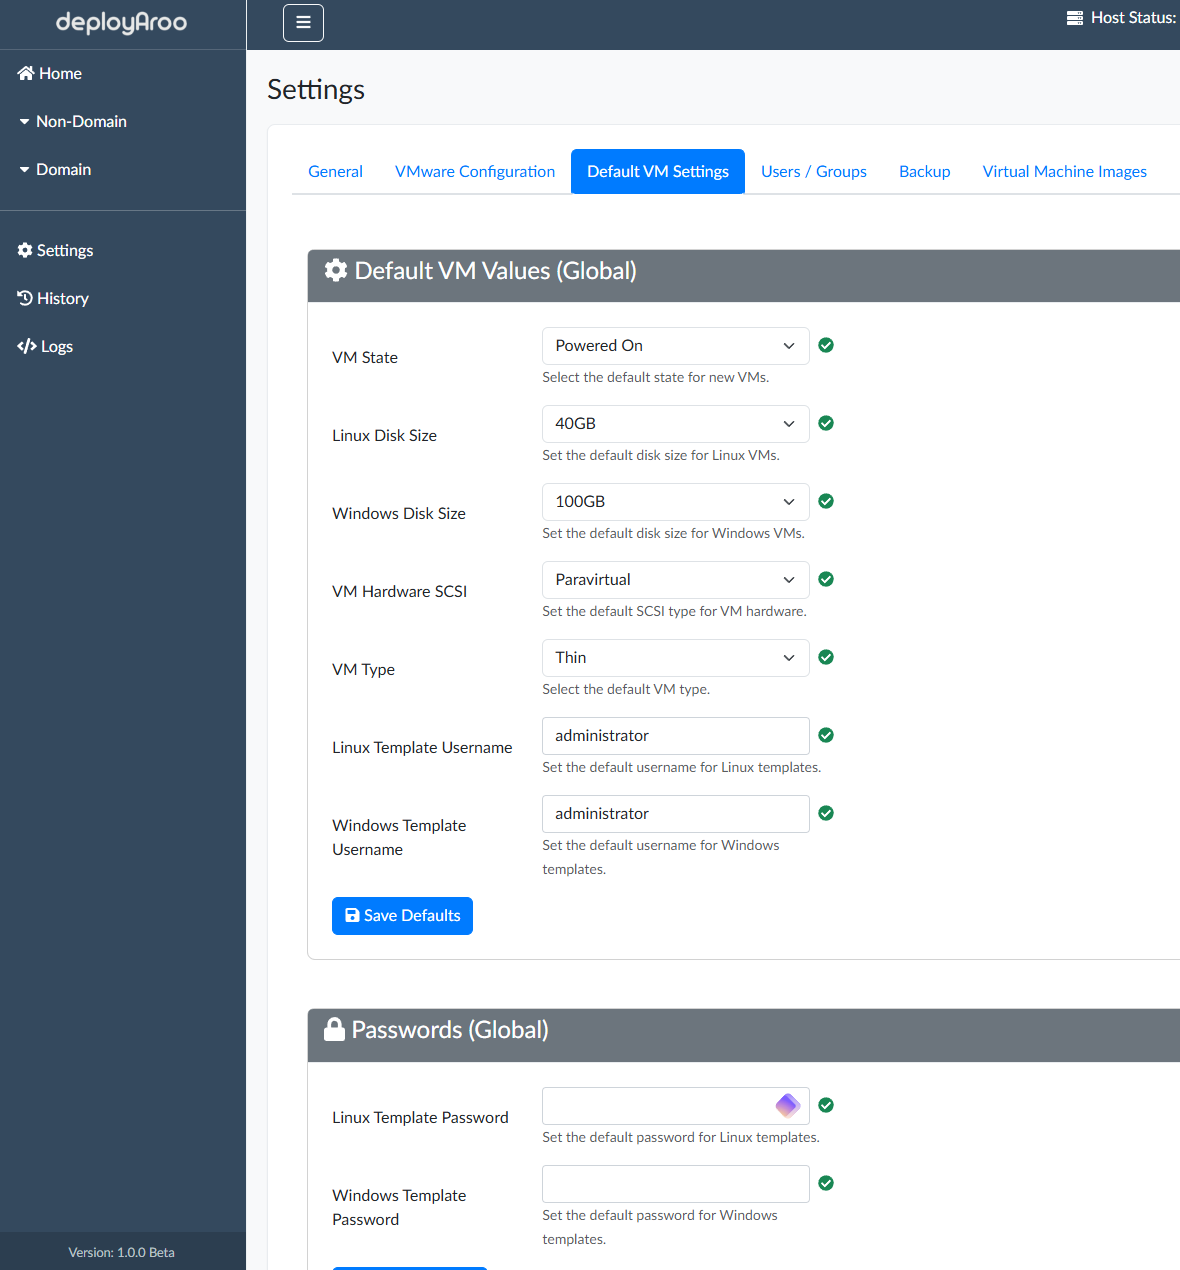 deployAroo
Host Status:
Home
Non-Domain
Domain
Settings
History
Logs
Version: 1.0.0 Beta
Settings
General
VMware Configuration
Default VM Settings
Users / Groups
Backup
Virtual Machine Images
Default VM Values (Global)
VM State
Powered On
Select the default state for new VMs.
Linux Disk Size
40GB
Set the default disk size for Linux VMs.
Windows Disk Size
100GB
Set the default disk size for Windows VMs.
VM Hardware SCSI
Paravirtual
Set the default SCSI type for VM hardware.
VM Type
Thin
Select the default VM type.
Linux Template Username
administrator
Set the default username for Linux templates.
Windows Template
Username
administrator
Set the default username for Windows
templates.
Save Defaults
Passwords (Global)
Linux Template Password
Set the default password for Linux templates.
Windows Template
Password
Set the default password for Windows
templates.